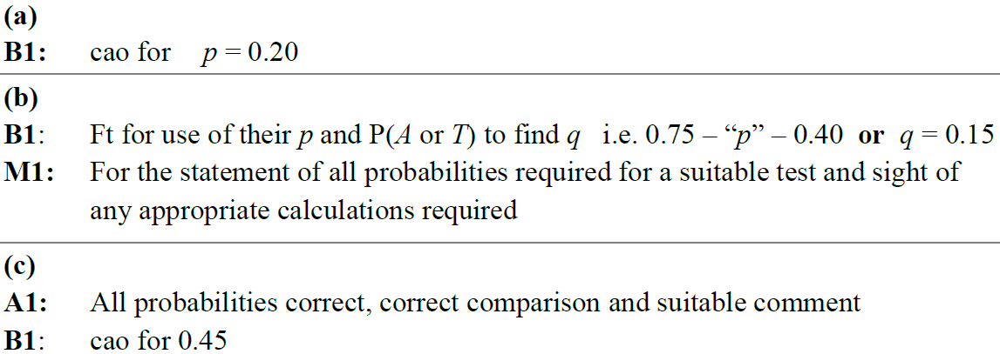 (a)
B1: cao for p = 0.20
(b)
B1: Ft for use of their p and P(A or T) to find q i.e. 0.75 – “p” – 0.40 or q = 0.15
M1: For the statement of all probabilities required for a suitable test and sight of
any appropriate calculations required
(c)
A1: All probabilities correct, correct comparison and suitable comment
B1: cao for 0.45